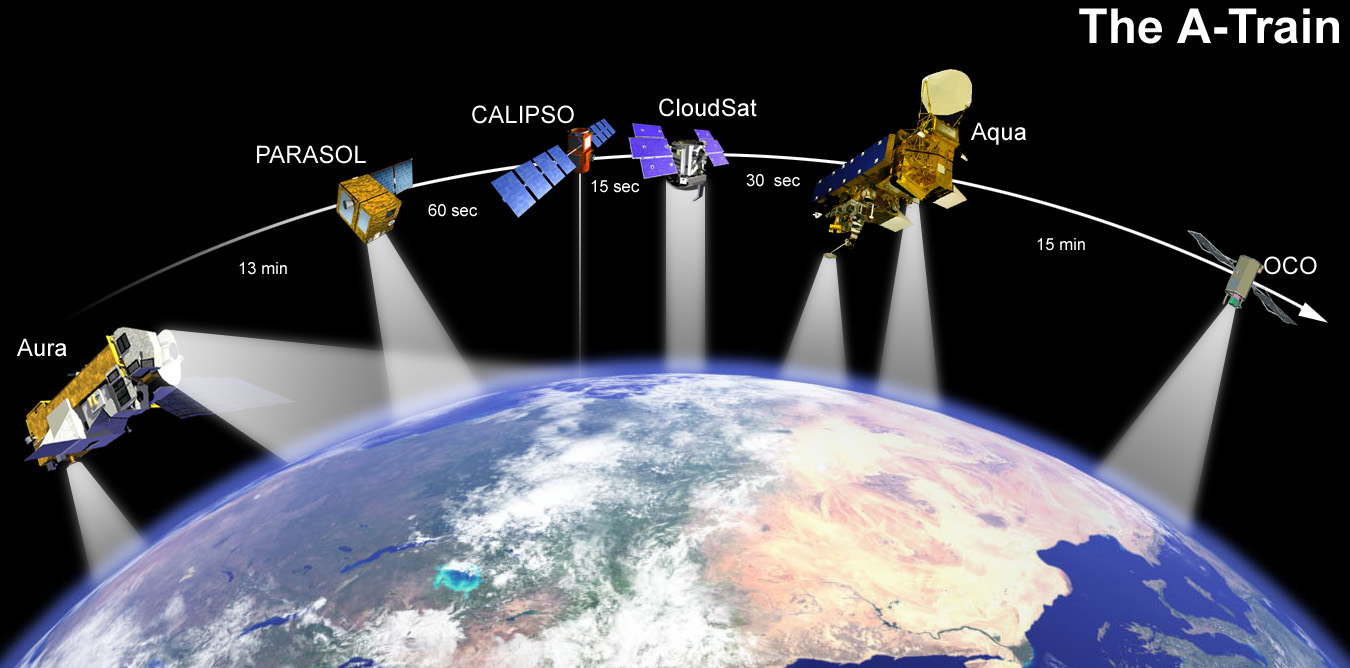 The A-Train
CALIPSO
CloudSat
Aqua
PARASOL
15 sec
30  sec
60 sec
15 min
13 min
OCO
Aura